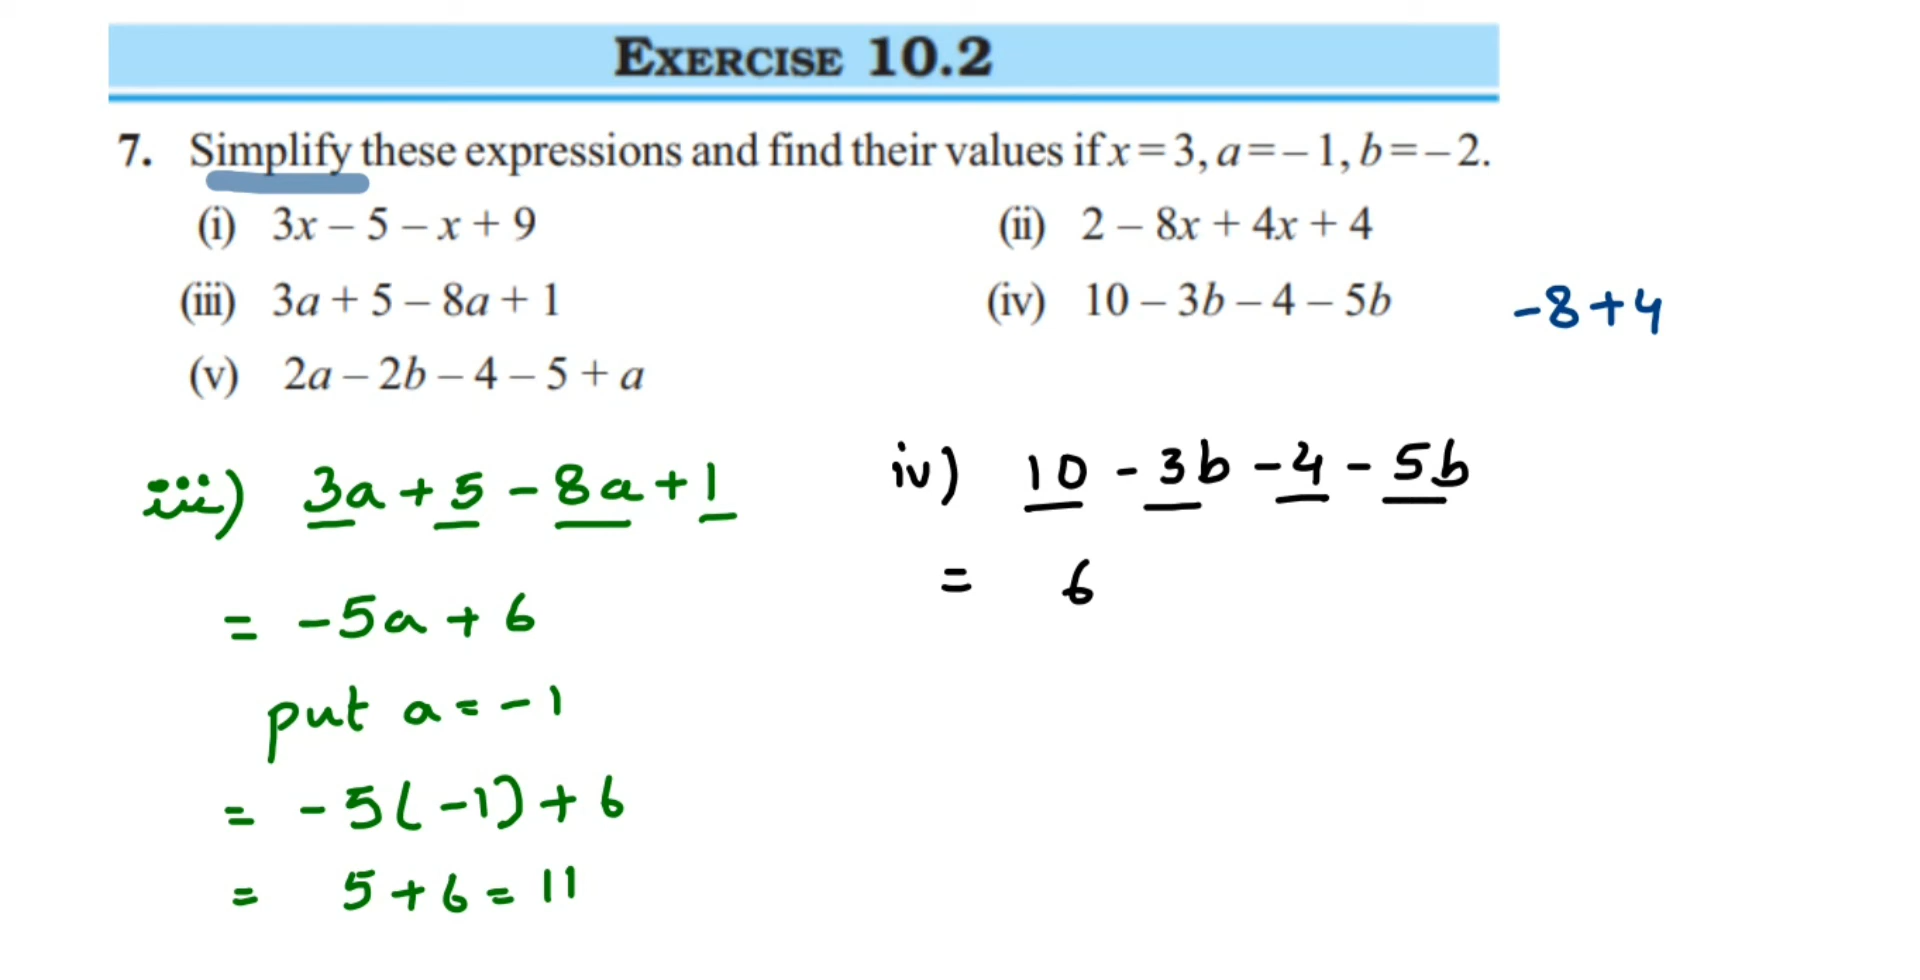 EXERCISE 10.2
7. Simplify these expressions and find their values if x = 3, a = – 1, b = – 2.
(i) 3x – 5 – x + 9
(ii) 2 – 8x + 4x + 4
(iii) 3a + 5 – 8a + 1
(iv) 10 – 3b – 4 – 5b
-8+4
(v) 2a – 2b – 4 – 5 + a
iii) 3a + 5 - 8a + 1
= -5a + 6
put a = -1
= -5(-1) + 6
= 5 + 6 = 11
iv) 10 - 3b - 4 - 5b
= 6